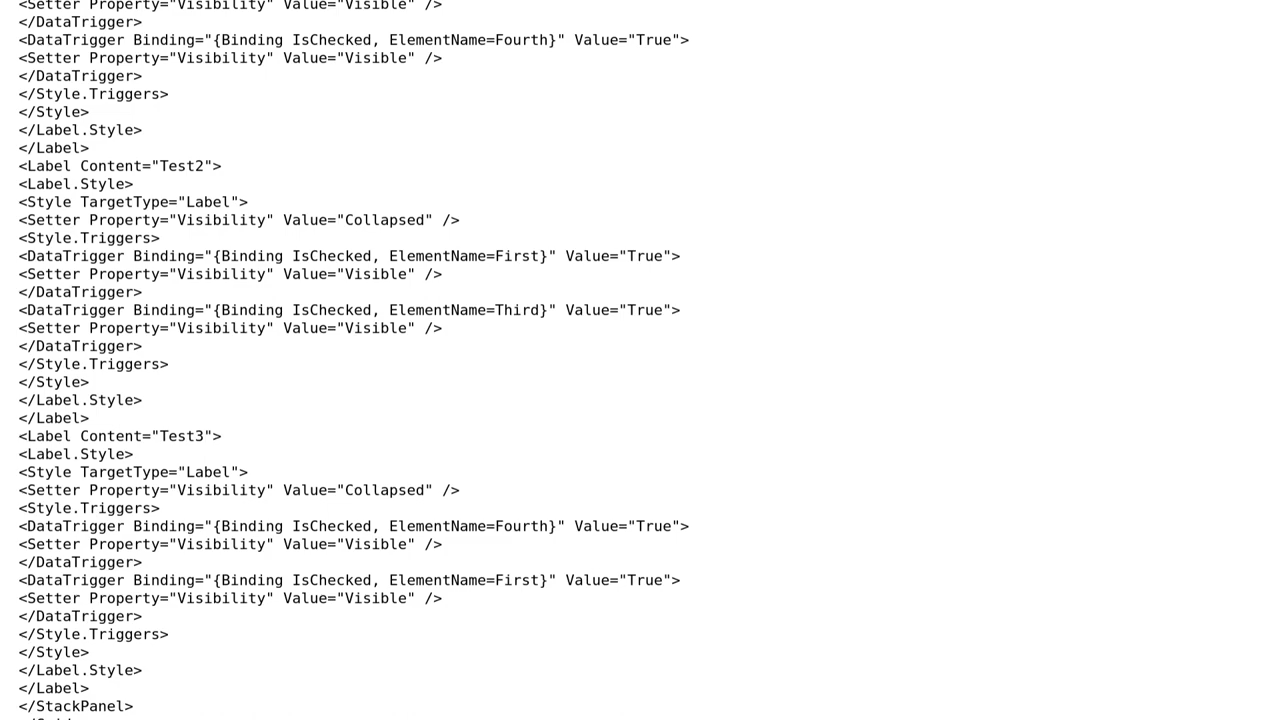 <Setter Property="Visibility" Value="Visible" />
</DataTrigger>
<DataTrigger Binding="{Binding IsChecked, ElementName=Fourth}" Value="True">
<Setter Property="Visibility" Value="Visible" />
</DataTrigger>
</Style.Triggers>
</Style>
</Label.Style>
</Label>
<Label Content="Test2">
<Label.Style>
<Style TargetType="Label">
<Setter Property="Visibility" Value="Collapsed" />
<Style.Triggers>
<DataTrigger Binding="{Binding IsChecked, ElementName=First}" Value="True">
<Setter Property="Visibility" Value="Visible" />
</DataTrigger>
<DataTrigger Binding="{Binding IsChecked, ElementName=Third}" Value="True">
<Setter Property="Visibility" Value="Visible" />
</DataTrigger>
</Style.Triggers>
</Style>
</Label.Style>
</Label>
<Label Content="Test3">
<Label.Style>
<Style TargetType="Label">
<Setter Property="Visibility" Value="Collapsed" />
<Style.Triggers>
<DataTrigger Binding="{Binding IsChecked, ElementName=Fourth}" Value="True">
<Setter Property="Visibility" Value="Visible" />
</DataTrigger>
<DataTrigger Binding="{Binding IsChecked, ElementName=First}" Value="True">
<Setter Property="Visibility" Value="Visible" />
</DataTrigger>
</Style.Triggers>
</Style>
</Label.Style>
</Label>
</StackPanel>